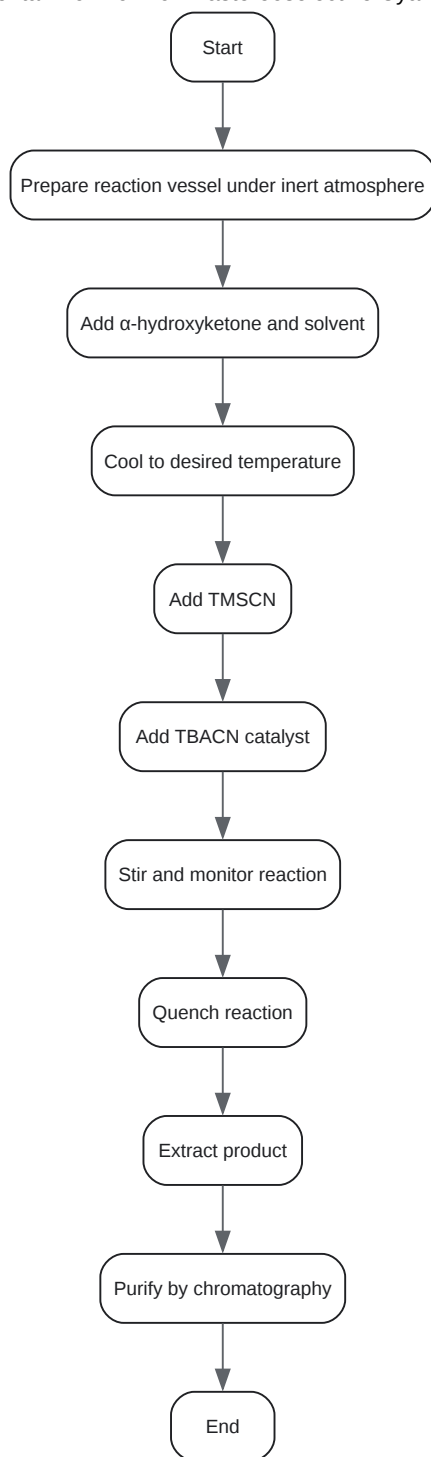 Start
Prepare reaction vessel under inert atmosphere
Add α-hydroxyketone and solvent
Cool to desired temperature
Add TMSCN
Add TBACN catalyst
Stir and monitor reaction
Quench reaction
Extract product
Purify by chromatography
End